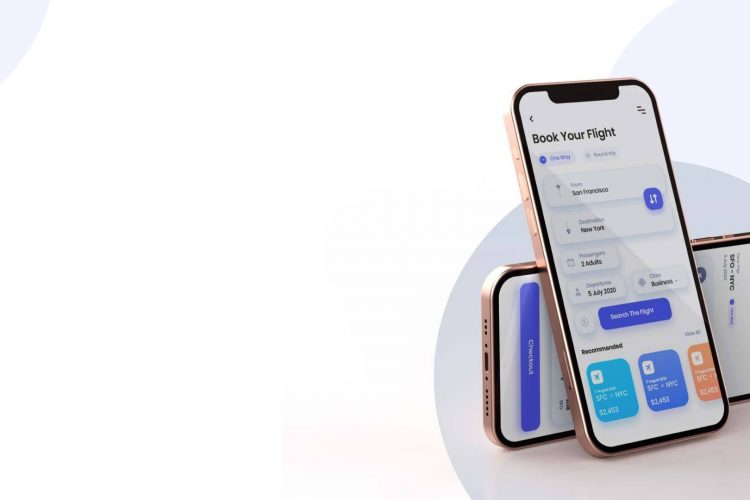 Book Your Flight
One Way
Round trip
From
San Francisco
Destination
New York
Passengers
2 Adults
Departure
5 July 2020
Class
Business
Search The Flight
Recommended
View All
SFC - NYC
$2,453
SFC - NYC
$2,453
SFC
$2,453
Checkout
SFO - NYC